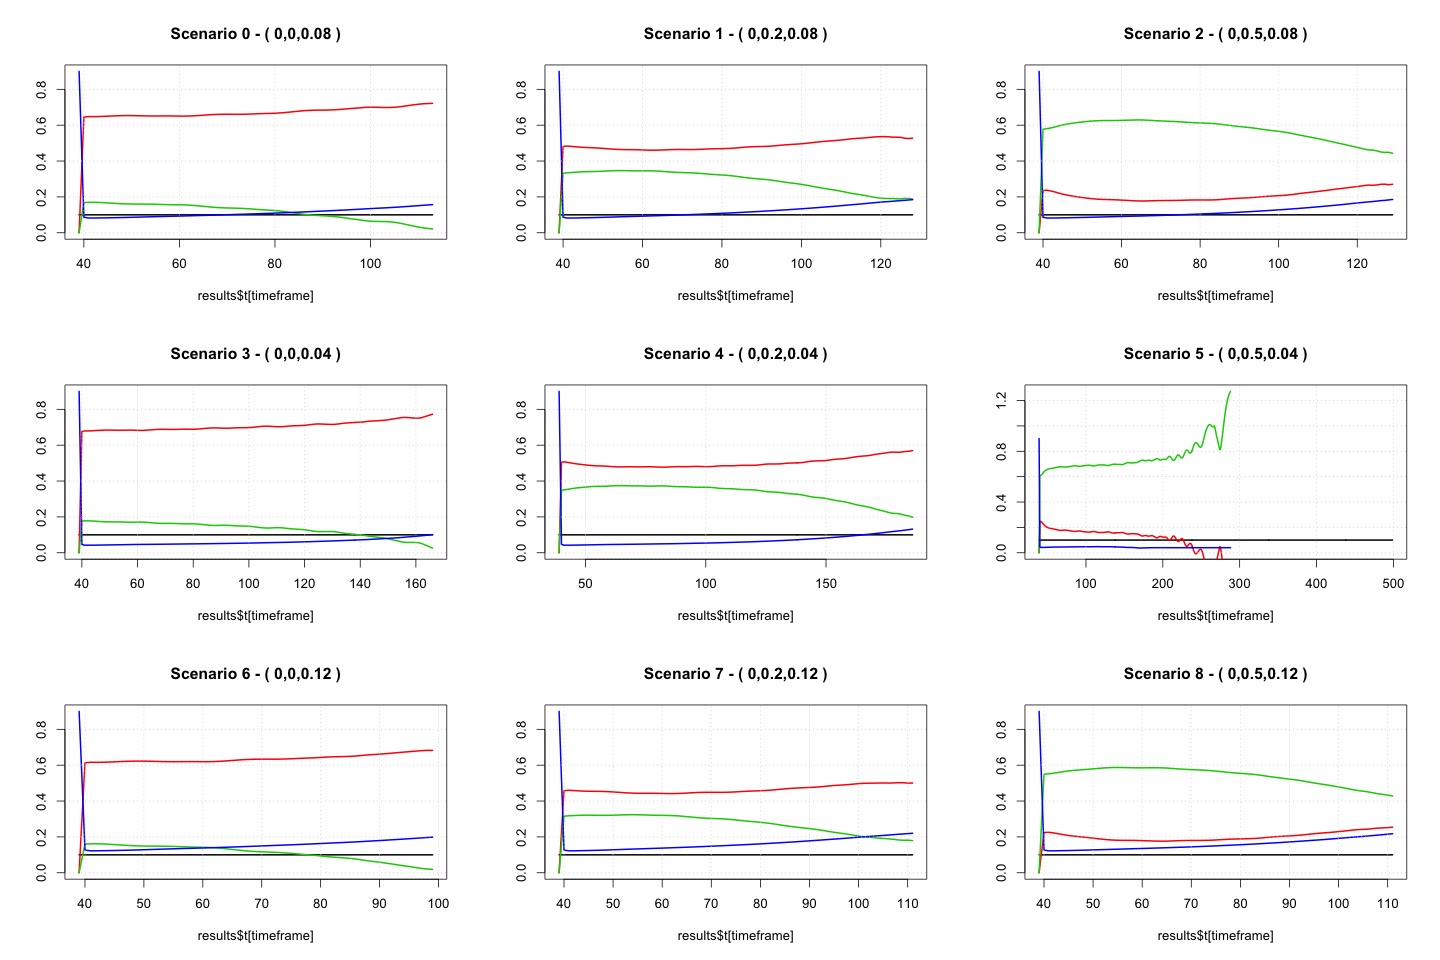 Scenario 0 - ( 0,0,0.08 )
0.0 0.2 0.4 0.6 0.8
40 60 80 100
results$t[timeframe]
Scenario 1 - ( 0,0.2,0.08 )
0.0 0.2 0.4 0.6 0.8
40 60 80 100 120
results$t[timeframe]
Scenario 2 - ( 0,0.5,0.08 )
0.0 0.2 0.4 0.6 0.8
40 60 80 100 120
results$t[timeframe]
Scenario 3 - ( 0,0,0.04 )
0.0 0.2 0.4 0.6 0.8
40 60 80 100 120 140 160
results$t[timeframe]
Scenario 4 - ( 0,0.2,0.04 )
0.0 0.2 0.4 0.6 0.8
50 100 150
results$t[timeframe]
Scenario 5 - ( 0,0.5,0.04 )
0.0 0.4 0.8 1.2
100 200 300 400 500
results$t[timeframe]
Scenario 6 - ( 0,0,0.12 )
0.0 0.2 0.4 0.6 0.8
40 50 60 70 80 90 100
results$t[timeframe]
Scenario 7 - ( 0,0.2,0.12 )
0.0 0.2 0.4 0.6 0.8
40 50 60 70 80 90 100 110
results$t[timeframe]
Scenario 8 - ( 0,0.5,0.12 )
0.0 0.2 0.4 0.6 0.8
40 50 60 70 80 90 100 110
results$t[timeframe]